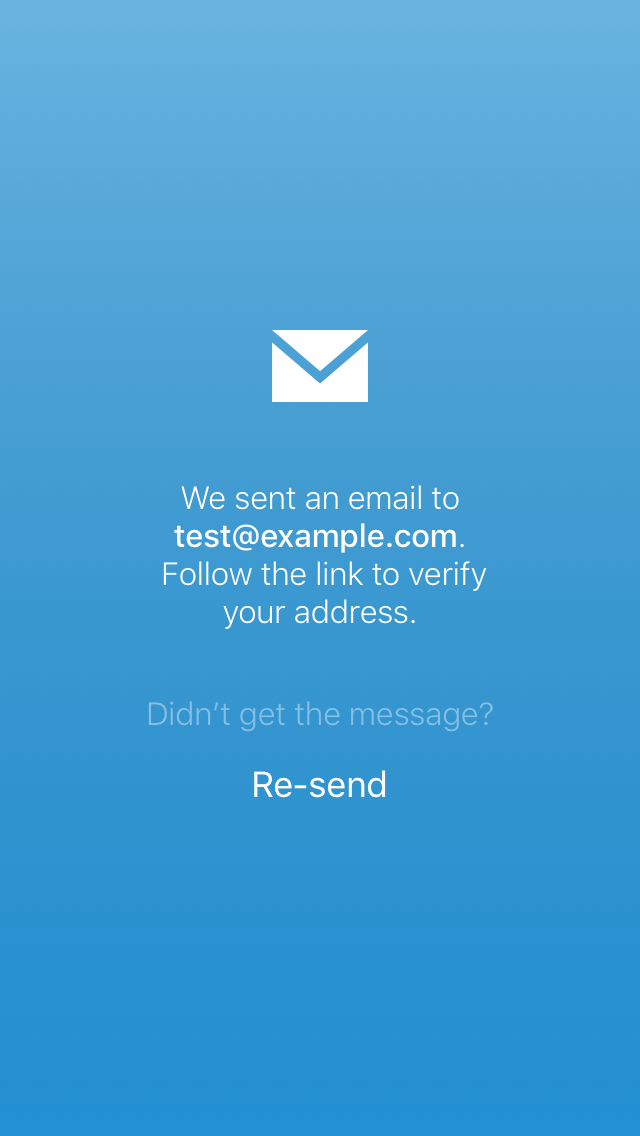 We sent an email to
test@example.com.
Follow the link to verify
your address.
Didn’t get the message?
Re-send